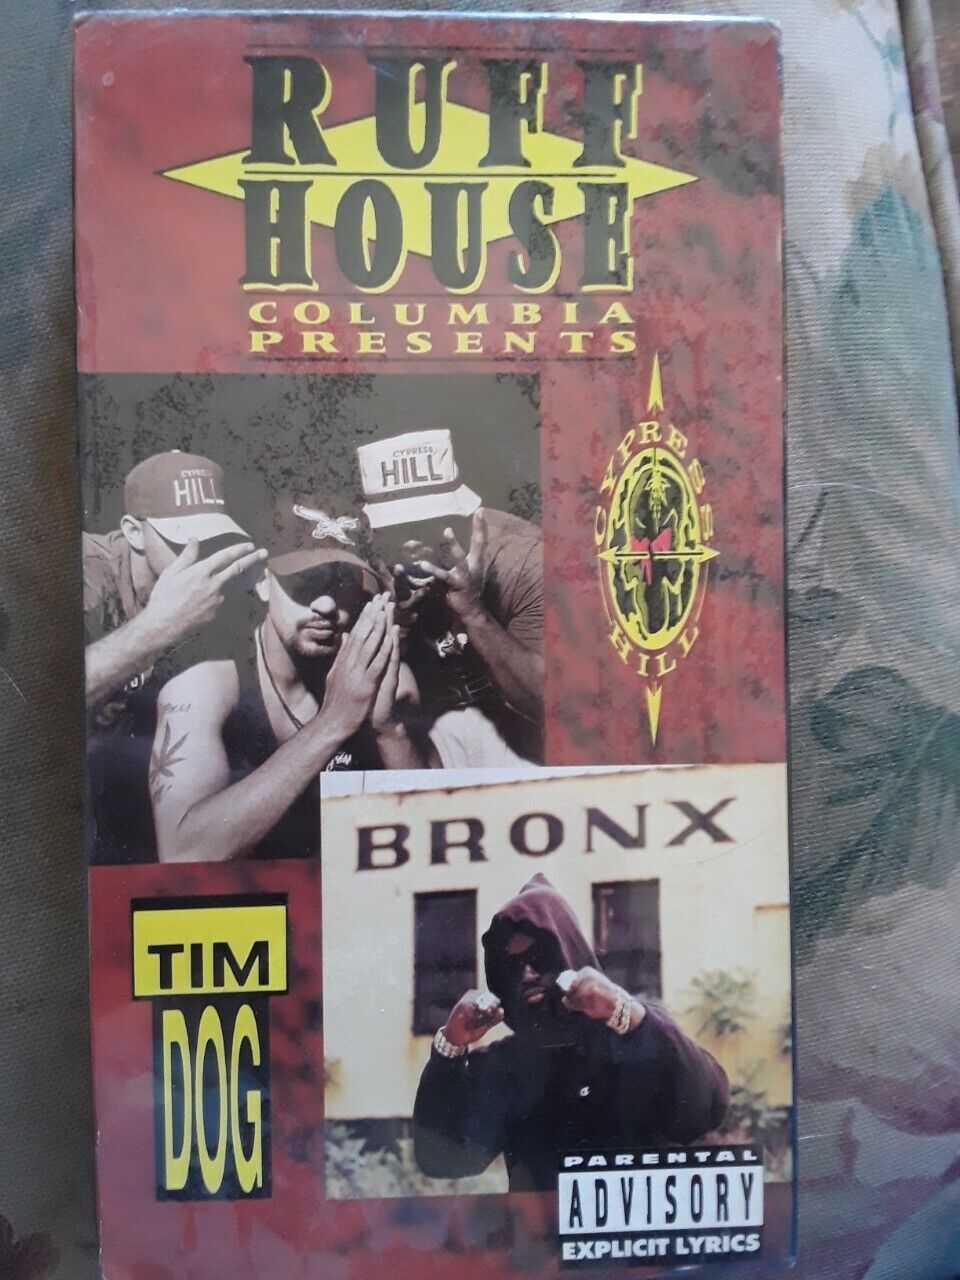 RUFF
HOUSE
COLUMBIA
PRESENTS
CYPRESS
HILL
CYPRESS
HILL
CYPRESS
HILL
BRONX
TIM
DOG
PARENTAL
ADVISORY
EXPLICIT LYRICS